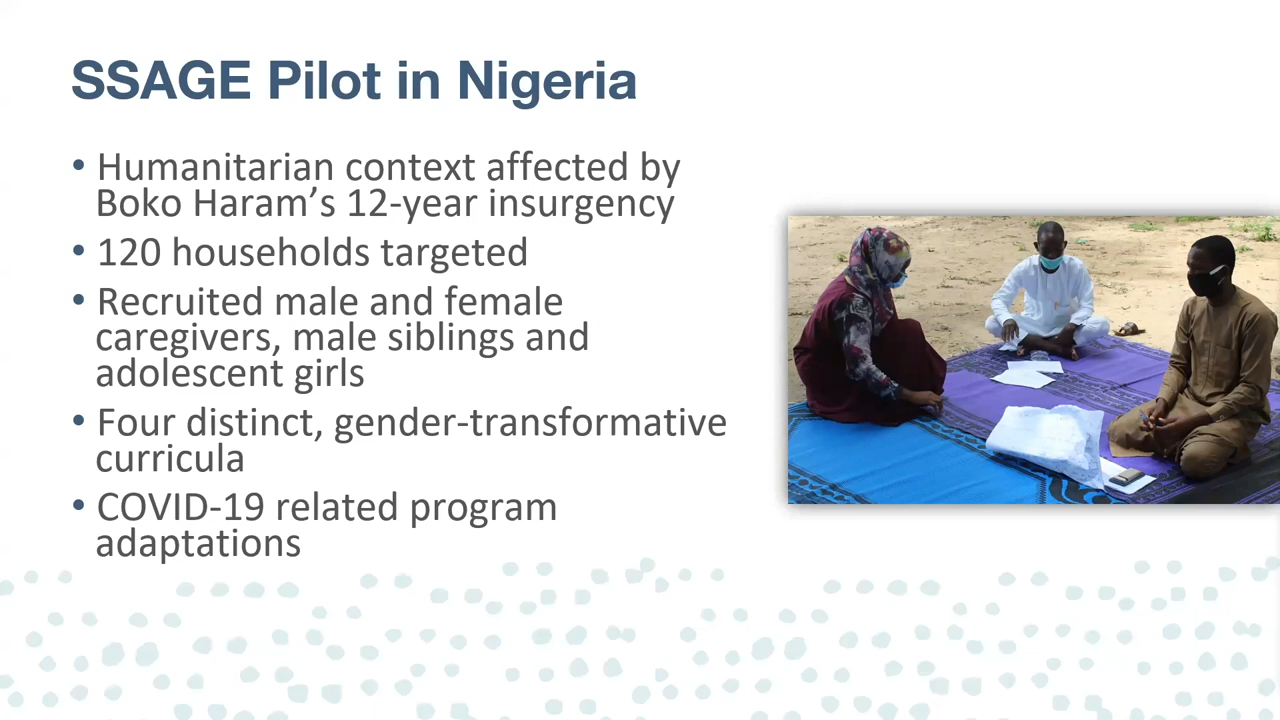 SSAGE Pilot in Nigeria
• Humanitarian context affected by
Boko Haram’s 12-year insurgency
• 120 households targeted
• Recruited male and female
caregivers, male siblings and
adolescent girls
• Four distinct, gender-transformative
curricula
• COVID-19 related program
adaptations